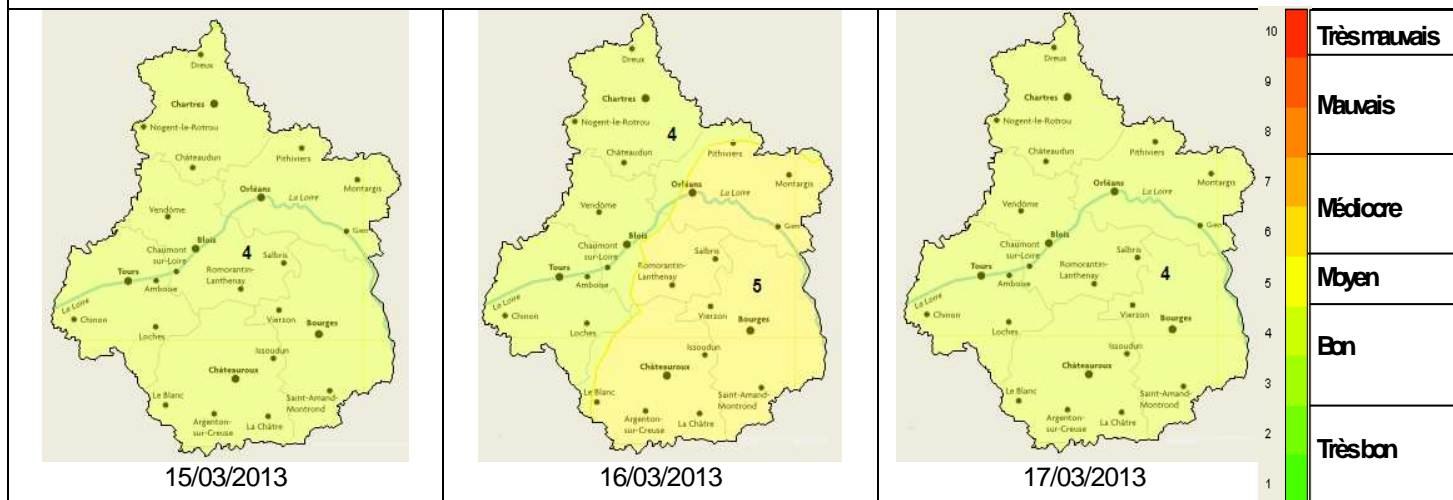 Dreux
Chartres
Nogent-le-Rotrou
Châteaudun
Pithiviers
Orléans
La Loire
Montargis
Vendôme
Gien
Blois
Chaumont
sur-Loire
4
Salbris
Tours
Amboise
Romorantin-
Lanthenay
La Loire
Chinon
Vierzon
Loches
Bourges
Issoudun
Châteauroux
Le Blanc
Saint-Amand-
Montrond
Argenton-
sur-Creuse
La Châtre
15/03/2013
Dreux
Chartres
Nogent-le-Rotrou
4
Châteaudun
Pithiviers
Orléans
La Loire
Montargis
Vendôme
Gien
Blois
Chaumont
sur-Loire
Salbris
Tours
Amboise
Romorantin-
Lanthenay
5
La Loire
Chinon
Vierzon
Loches
Bourges
Issoudun
Châteauroux
Le Blanc
Saint-Amand-
Montrond
Argenton-
sur-Creuse
La Châtre
16/03/2013
Dreux
Chartres
Nogent-le-Rotrou
Châteaudun
Pithiviers
Orléans
La Loire
Montargis
Vendôme
Gien
Blois
Chaumont
sur-Loire
Salbris
4
Tours
Amboise
Romorantin-
Lanthenay
La Loire
Chinon
Vierzon
Loches
Bourges
Issoudun
Châteauroux
Le Blanc
Saint-Amand-
Montrond
Argenton-
sur-Creuse
La Châtre
17/03/2013
10
Très mauvais
9
Mauvais
8
7
Médiocre
6
Moyen
5
4
Bon
3
2
Très bon
1